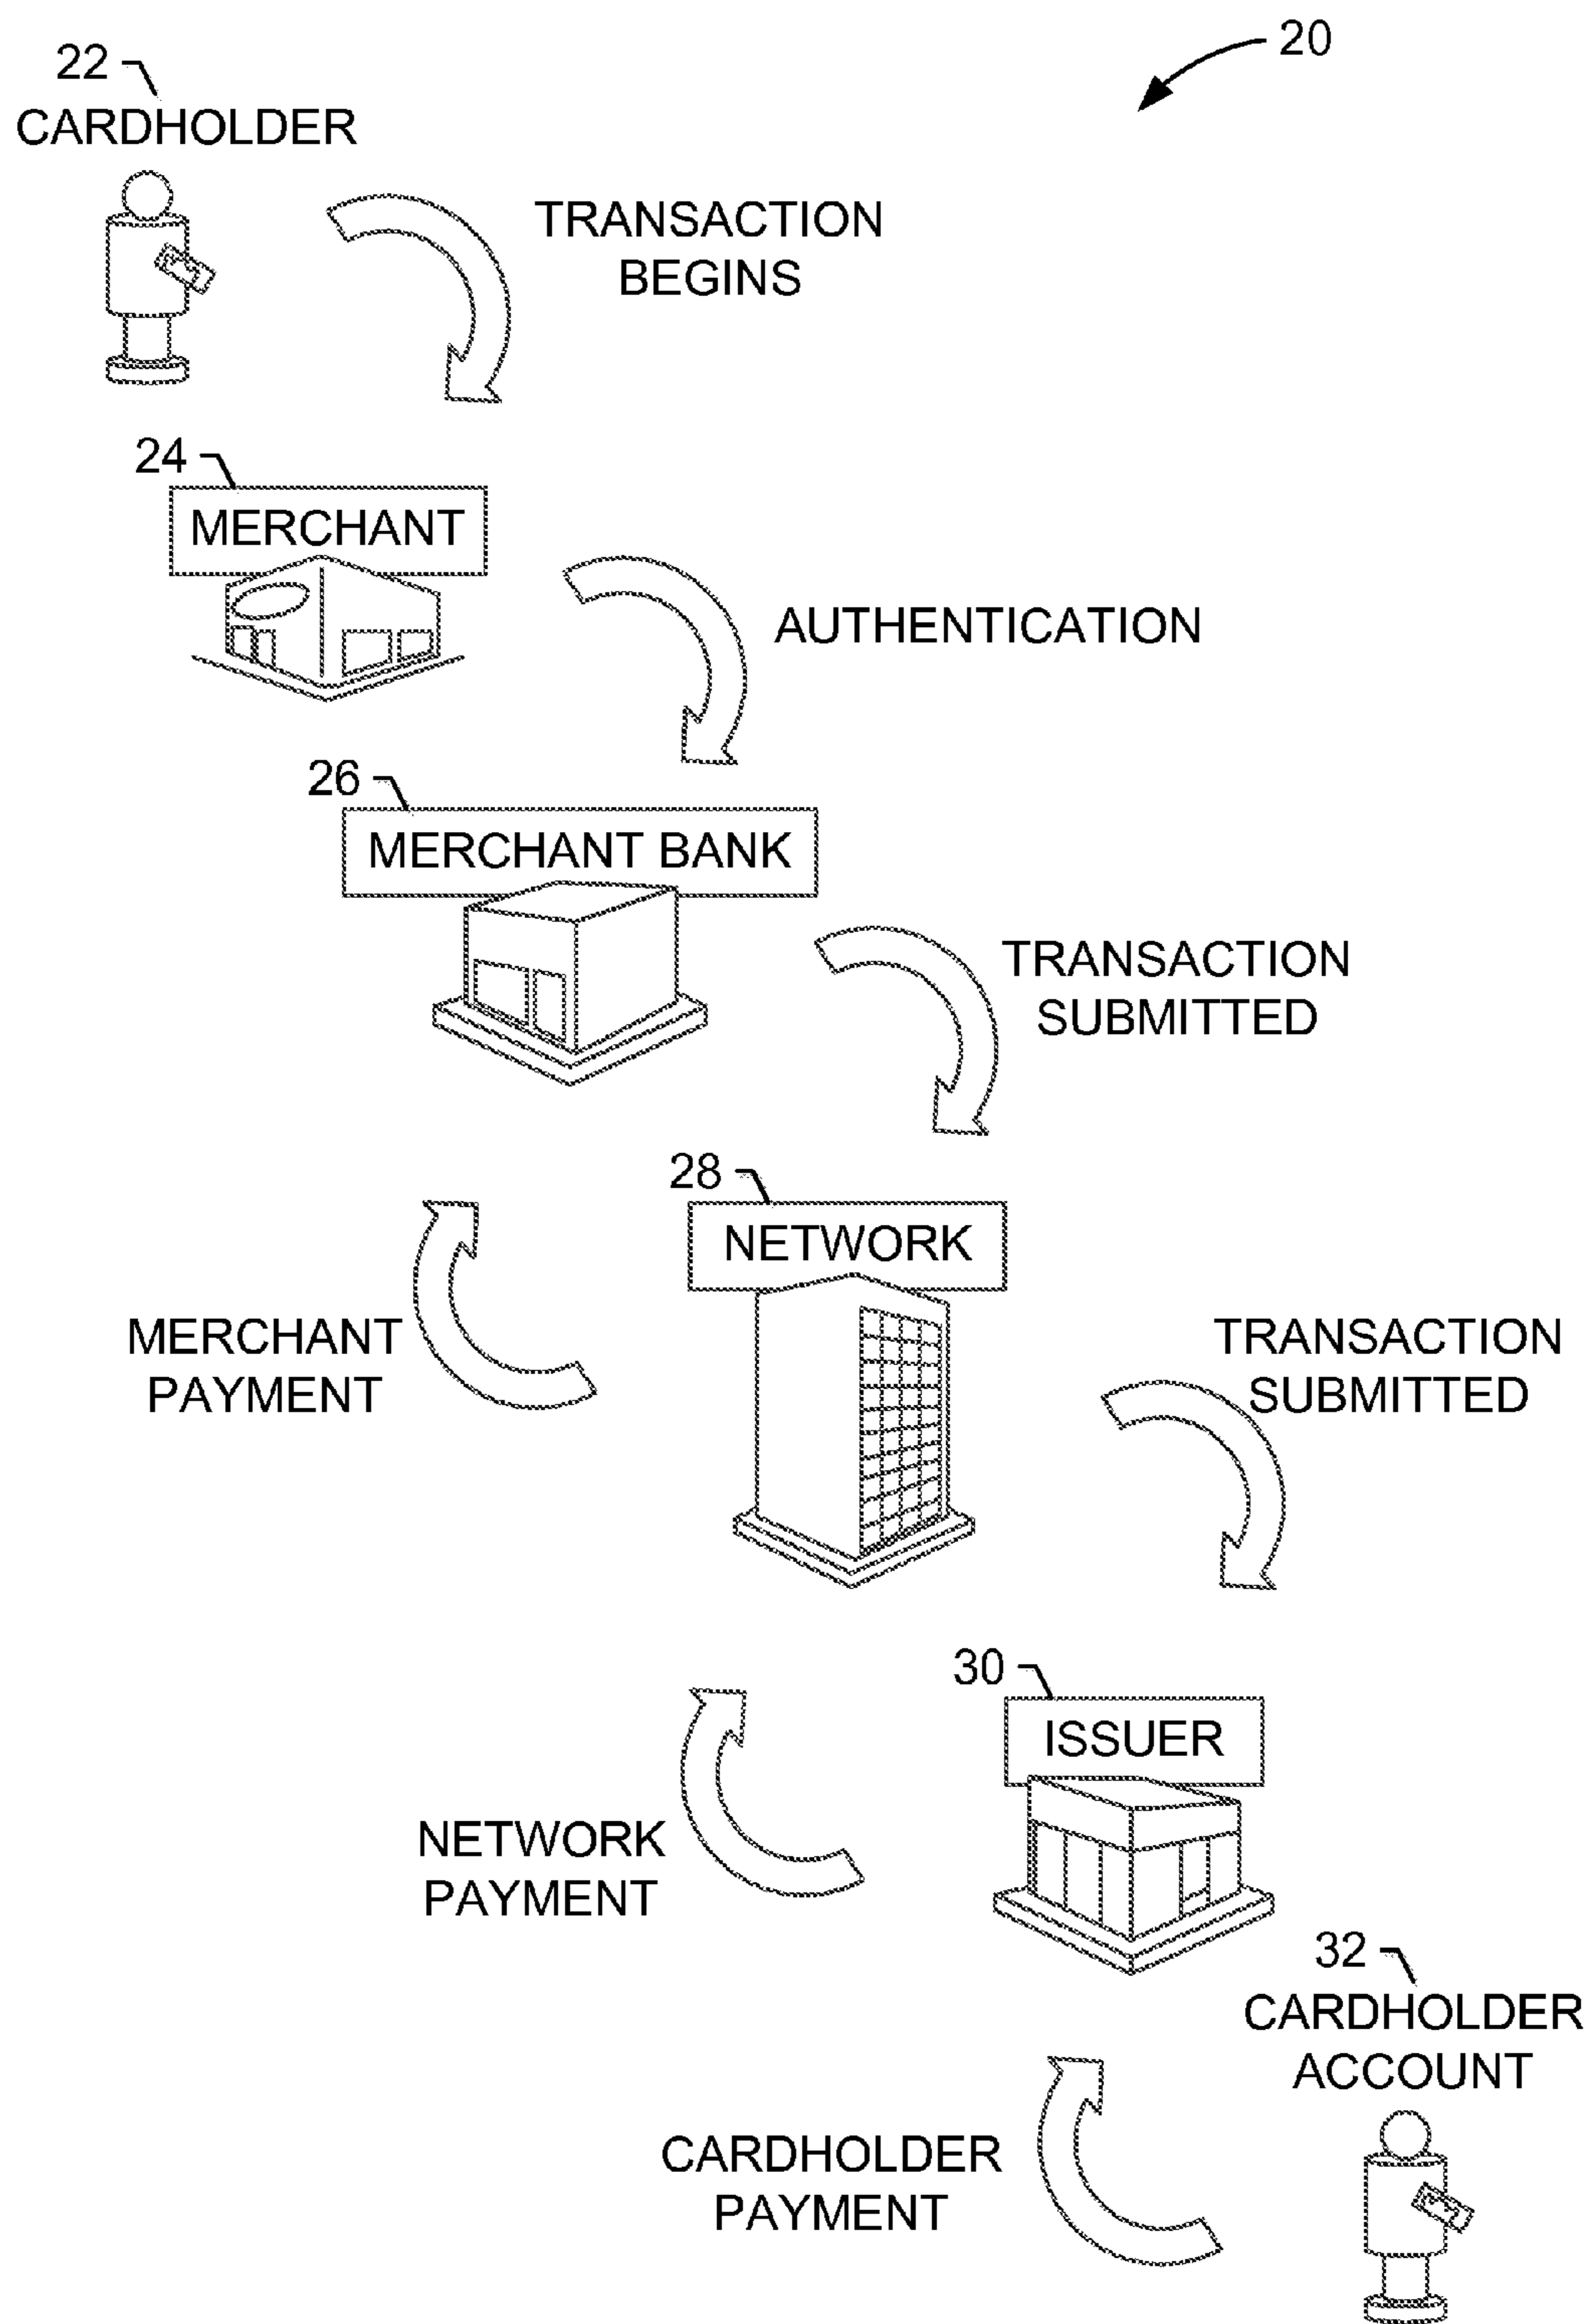 20
22
CARDHOLDER
TRANSACTION
BEGINS
24
MERCHANT
AUTHENTICATION
26
MERCHANT BANK
TRANSACTION
SUBMITTED
28
NETWORK
MERCHANT
PAYMENT
TRANSACTION
SUBMITTED
30
ISSUER
NETWORK
PAYMENT
32
CARDHOLDER
ACCOUNT
CARDHOLDER
PAYMENT